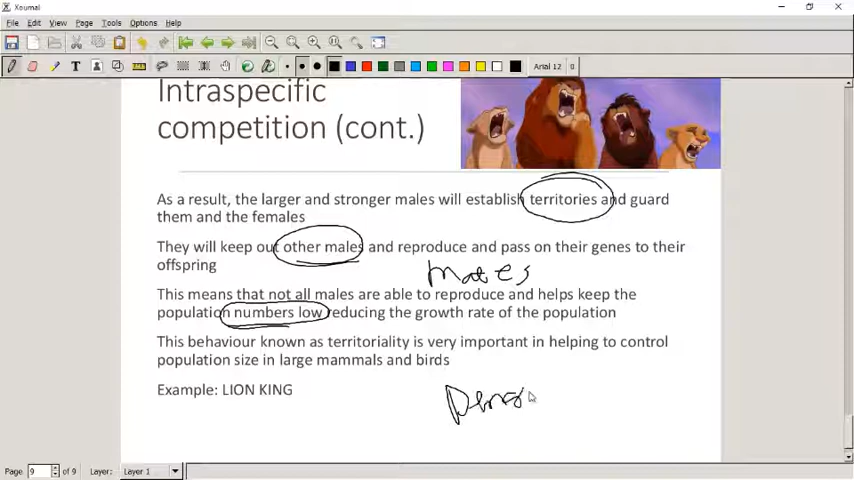 Xournal
File Edit View Page Tools Options Help
Arial 12 0
Intraspecific
competition (cont.)
As a result, the larger and stronger males will establish territories and guard
them and the females
They will keep out other males and reproduce and pass on their genes to their
offspring
mates
This means that not all males are able to reproduce and helps keep the
population numbers low reducing the growth rate of the population
This behaviour known as territoriality is very important in helping to control
population size in large mammals and birds
Example: LION KING
Page 9 of 9 Layer: Layer 1